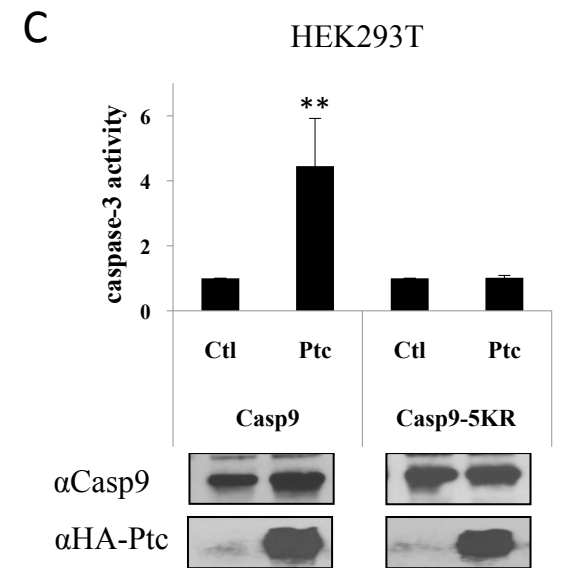 C
HEK293T
caspase-3 activity
6
4
2
0
**
Ctl Ptc Ctl Ptc
Casp9 Casp9-5KR
αCasp9
αHA-Ptc